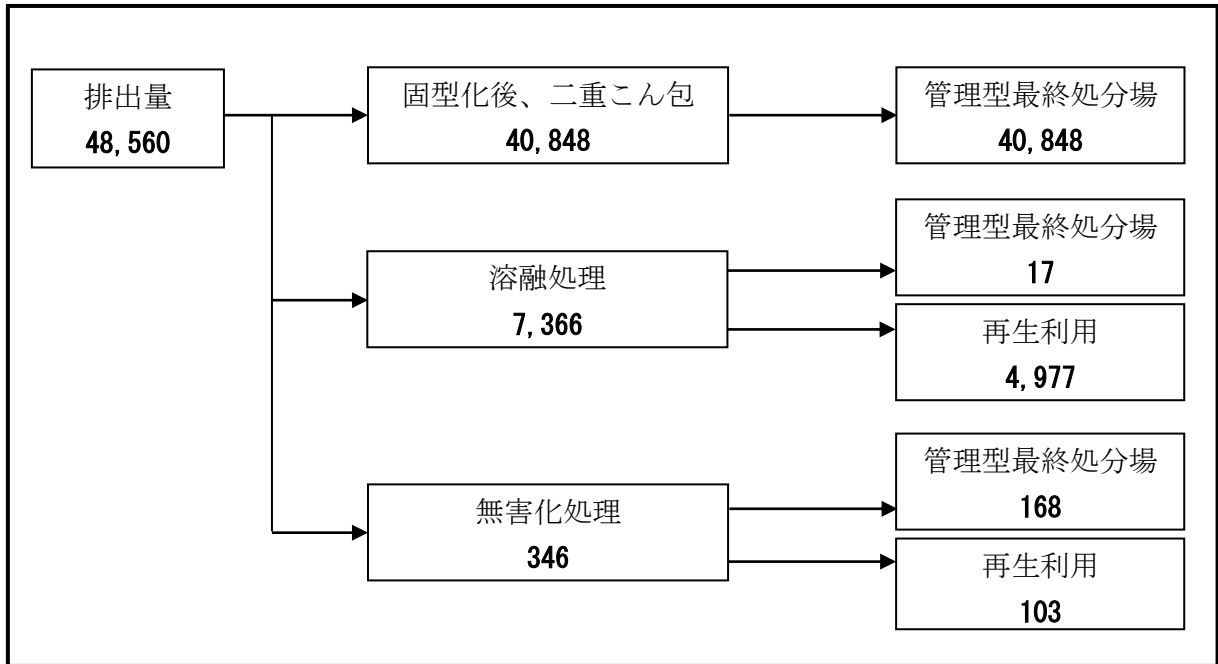 排出量
48,560
固型化後、二重こん包
40,848
管理型最終処分場
40,848
溶融処理
7,366
管理型最終処分場
17
再生利用
4,977
無害化処理
346
管理型最終処分場
168
再生利用
103